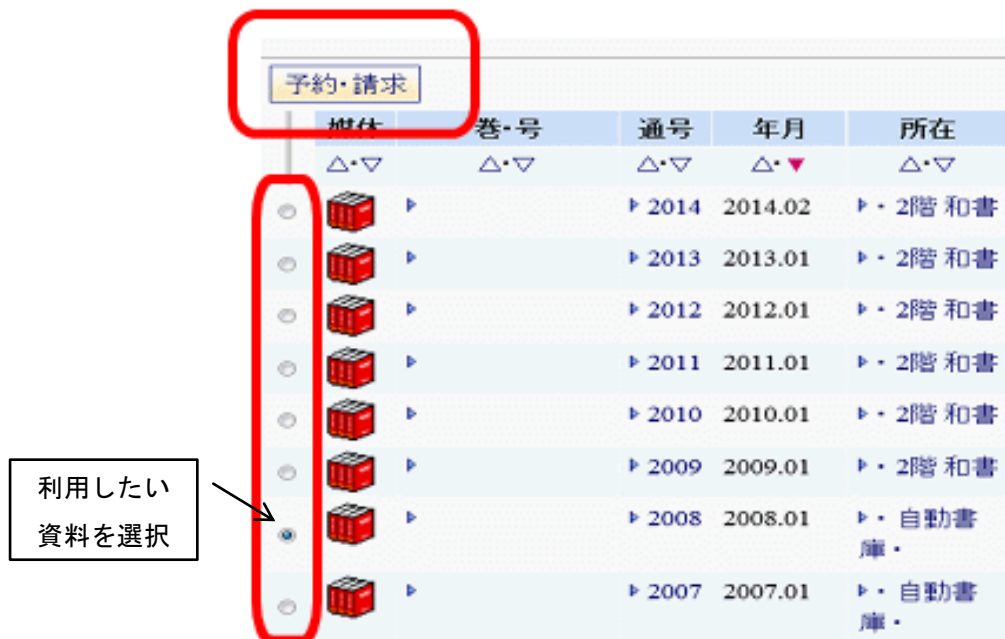 予約・請求
媒体 巻・号 通号 年月 所在
△・▽ △・▽ △・▽ △・▼ △・▽
2014 2014.02 ・ 2階 和書
2013 2013.01 ・ 2階 和書
2012 2012.01 ・ 2階 和書
2011 2011.01 ・ 2階 和書
2010 2010.01 ・ 2階 和書
2009 2009.01 ・ 2階 和書
利用したい
資料を選択
2008 2008.01 ・ 自動書
庫・
2007 2007.01 ・ 自動書
庫・